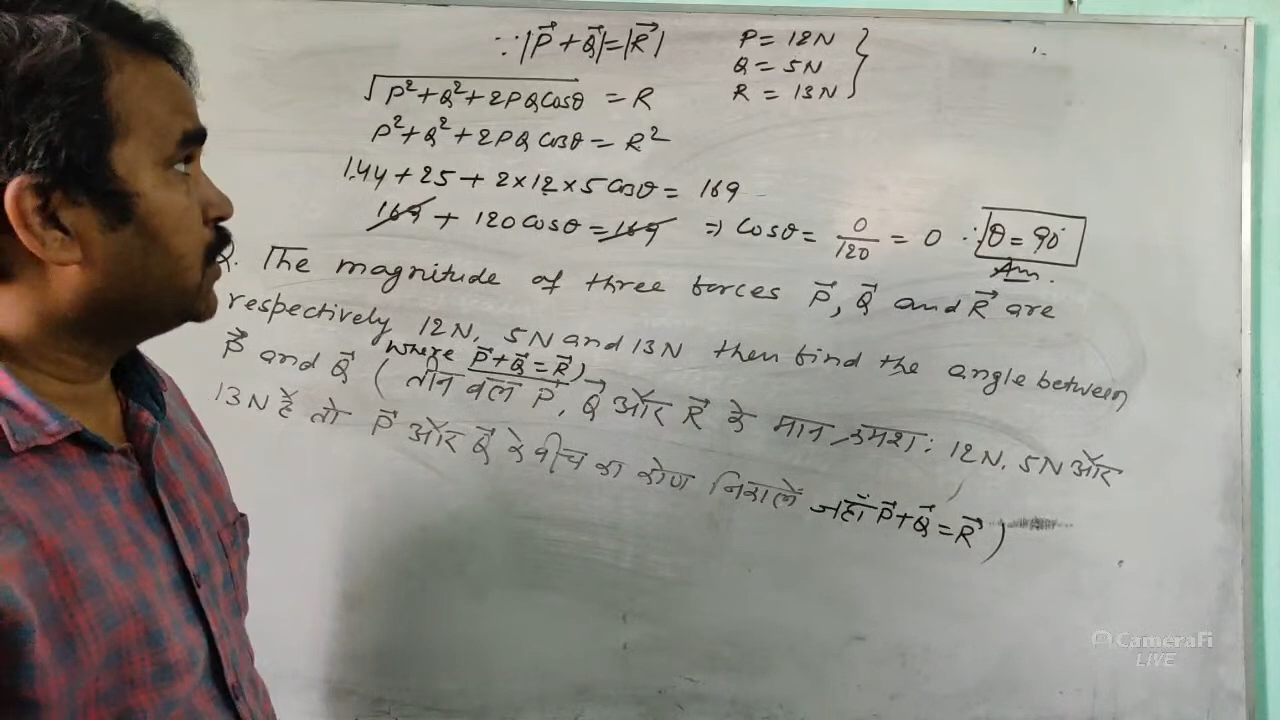 ∵ |P⃗ + Q⃗| = |R⃗|
P = 12N
Q = 5N
R = 13N
√P²+Q²+2PQCosθ = R
P²+Q²+2PQ Cosθ = R²
144 + 25 + 2×12×5 Cosθ = 169
169 + 120 Cosθ = 169 ⇒ Cosθ = 0/120 = 0 ∴ θ = 90°
Ans.
Q. The magnitude of three forces P⃗, Q⃗ and R⃗ are
respectively 12N, 5N and 13N then find the angle between
P⃗ and Q⃗ where P⃗+Q⃗=R⃗)
(तीन बल P⃗, Q⃗ और R⃗ के मान क्रमश: 12N, 5N और
13N हैं तो P⃗ और Q⃗ के बीच का कोण निकालें जहाँ P⃗+Q⃗=R⃗)
CameraFi
LIVE